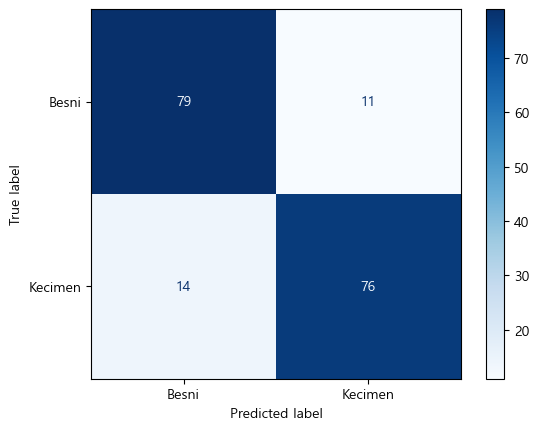 Besni
Kecimen
True label
79
11
14
76
Besni
Kecimen
Predicted label
70
60
50
40
30
20